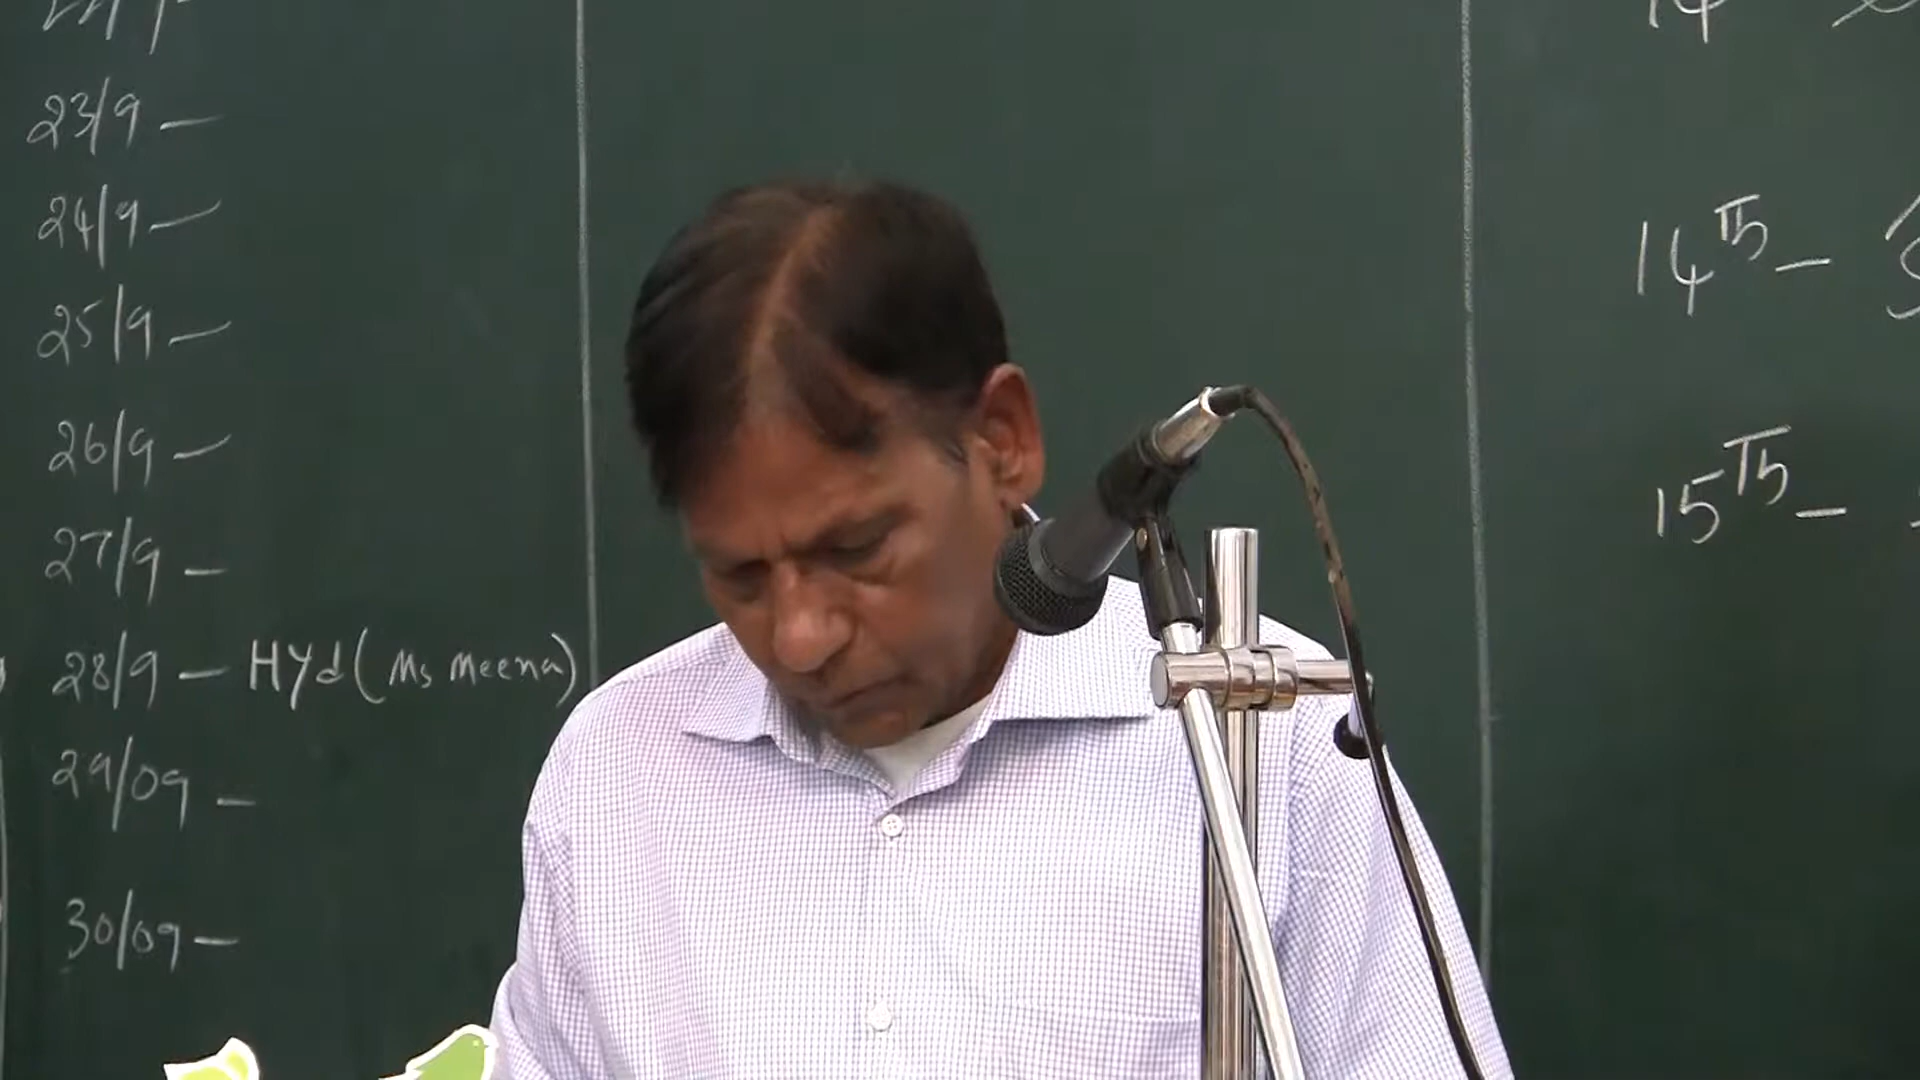 23/9 —
24/9 —
25/9 —
26/9 —
27/9 —
28/9 — Hyd (Ms Meena)
29/09 —
30/09 —
14
14th —
15th —